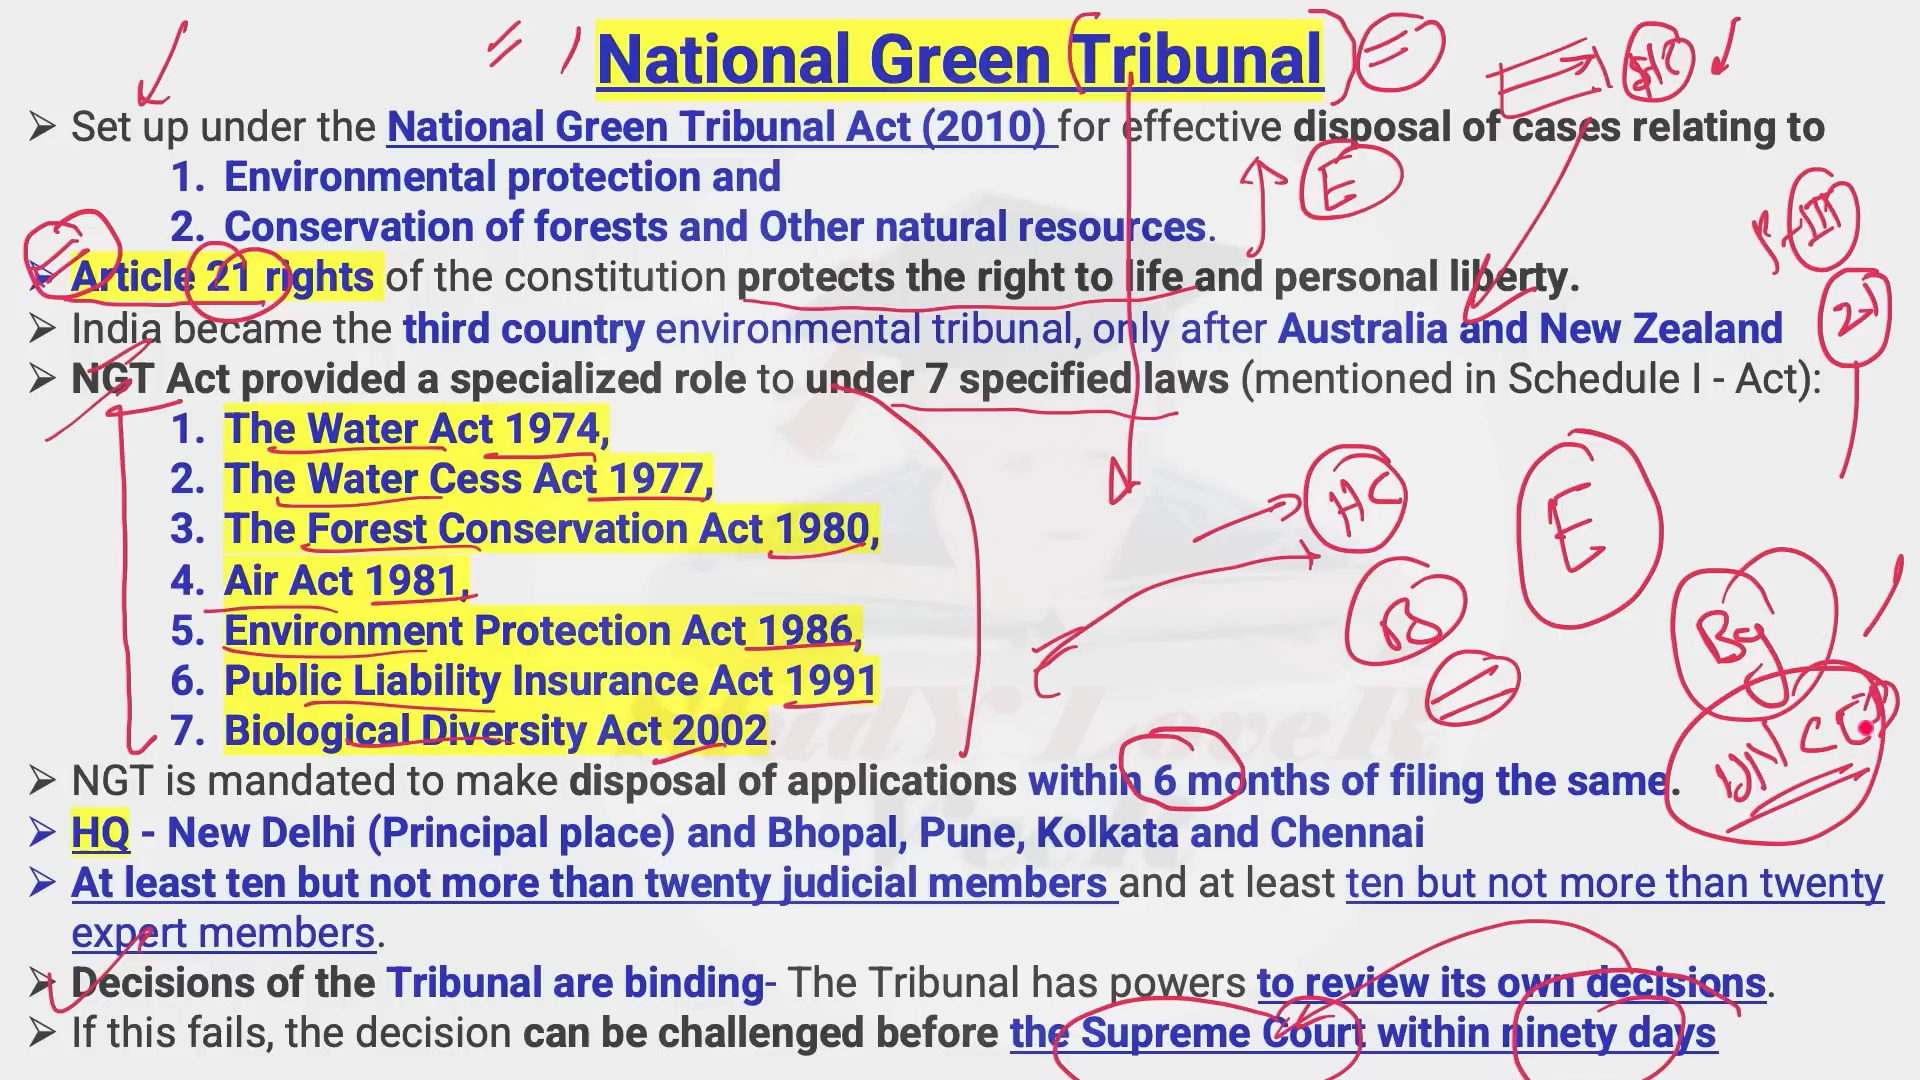 National Green Tribunal
➢ Set up under the National Green Tribunal Act (2010) for effective disposal of cases relating to
1. Environmental protection and
2. Conservation of forests and Other natural resources.
➢ Article 21 rights of the constitution protects the right to life and personal liberty.
➢ India became the third country environmental tribunal, only after Australia and New Zealand
➢ NGT Act provided a specialized role to under 7 specified laws (mentioned in Schedule I - Act):
1. The Water Act 1974,
2. The Water Cess Act 1977,
3. The Forest Conservation Act 1980,
4. Air Act 1981,
5. Environment Protection Act 1986,
6. Public Liability Insurance Act 1991
7. Biological Diversity Act 2002.
➢ NGT is mandated to make disposal of applications within 6 months of filing the same.
➢ HQ - New Delhi (Principal place) and Bhopal, Pune, Kolkata and Chennai
➢ At least ten but not more than twenty judicial members and at least ten but not more than twenty
expert members.
➢ Decisions of the Tribunal are binding- The Tribunal has powers to review its own decisions.
➢ If this fails, the decision can be challenged before the Supreme Court within ninety days
E
21
HC
E
StudY LoveR
VeeR